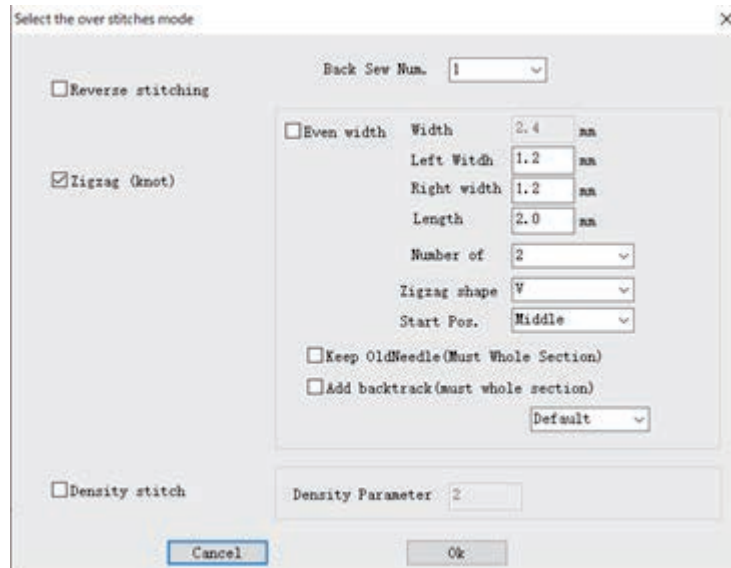 Select the over stitches mode
Back Sew Num. 1
Reverse stitching
Even width Width 2.4 mm
Left Witdh 1.2 mm
Zigzag (knot)
Right width 1.2 mm
Length 2.0 mm
Number of 2
Zigzag shape V
Start Pos. Middle
Keep OldNeedle(Must Whole Section)
Add backtrack(must whole section)
Default
Density stitch
Density Parameter 2
Cancel Ok